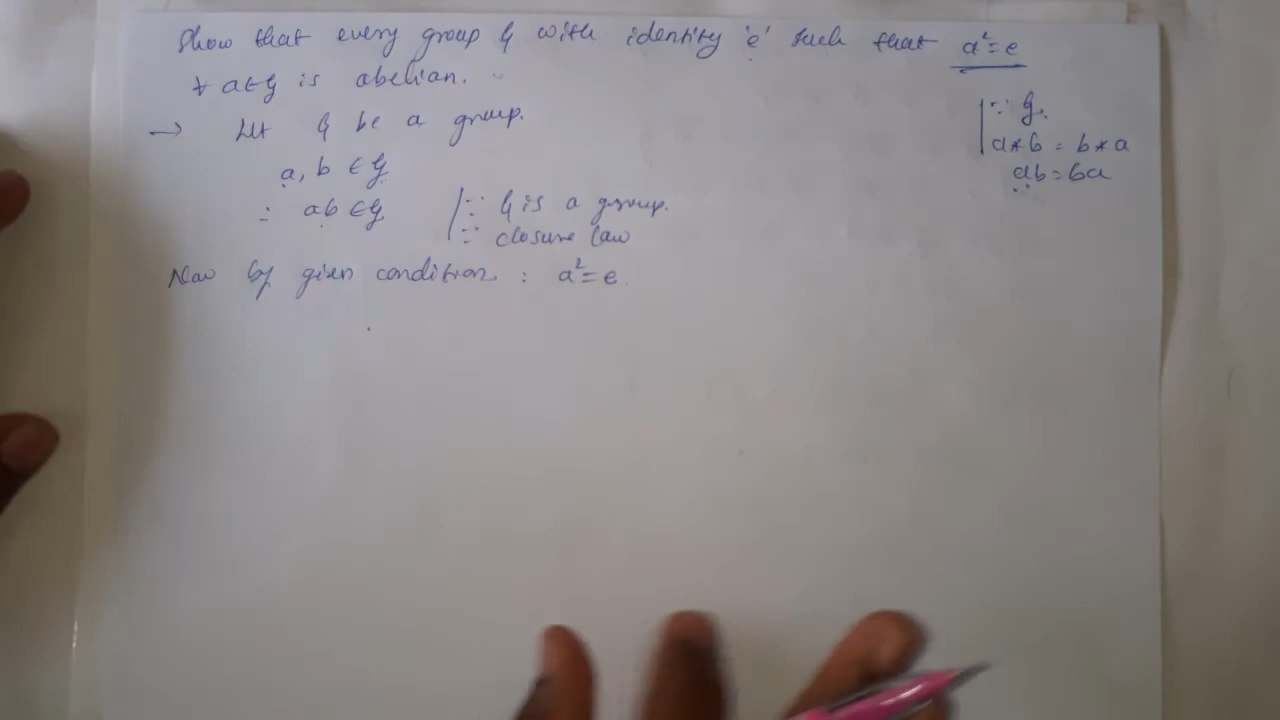 Show that every group G with identity 'e' such that a²=e
∀ a∈G is abelian.
→ Let G be a group.
a, b ∈ G
∴ ab ∈ G | ∵ G is a group.
∵ closure law
Now by given condition : a²=e.
| ∵ G.
a*b = b*a
ab=ba
∵